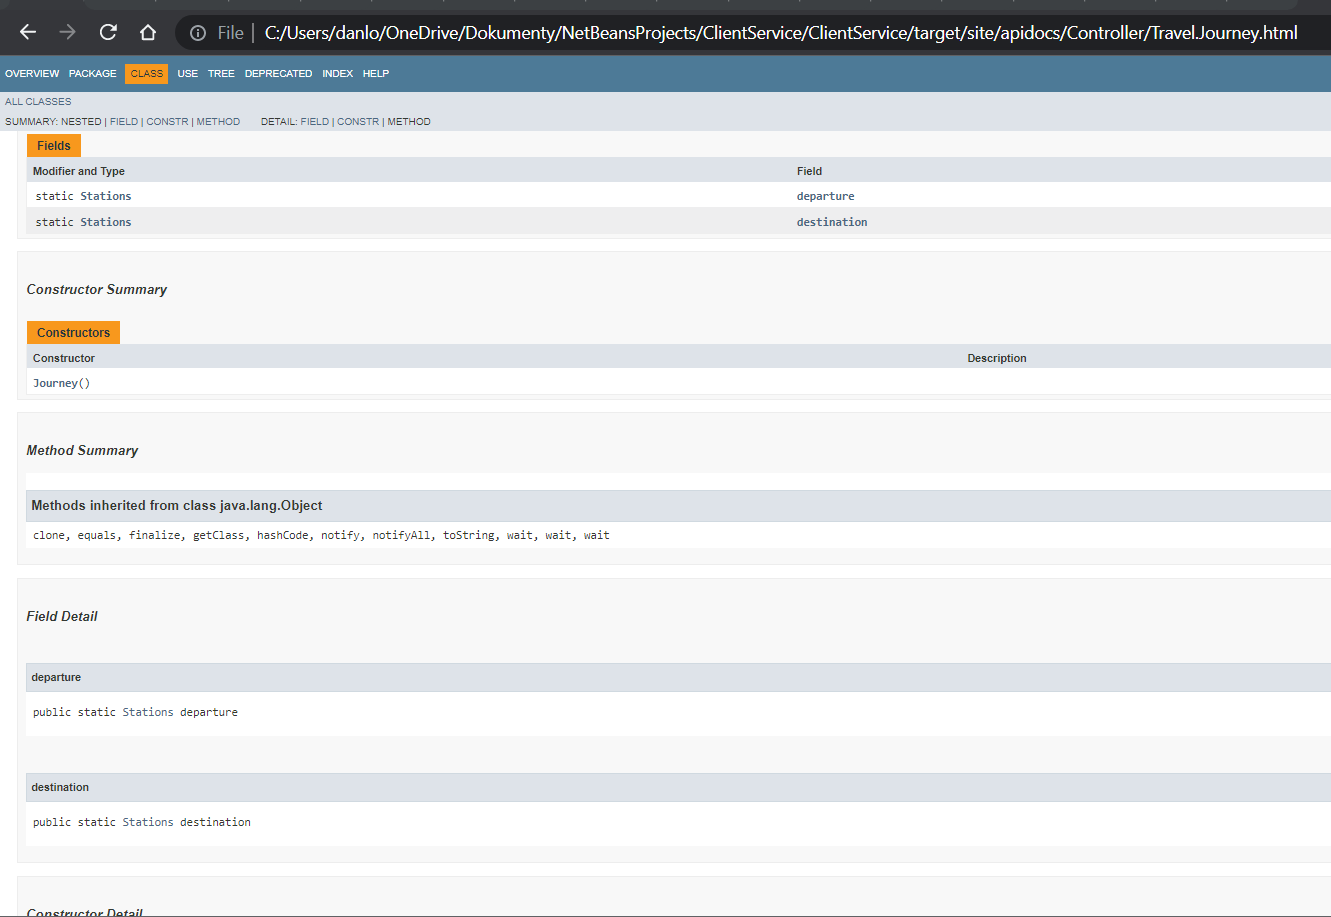 File | C:/Users/danlo/OneDrive/Dokumenty/NetBeansProjects/ClientService/ClientService/target/site/apidocs/Controller/Travel.Journey.html
OVERVIEW PACKAGE CLASS USE TREE DEPRECATED INDEX HELP
ALL CLASSES
SUMMARY: NESTED | FIELD | CONSTR | METHOD DETAIL: FIELD | CONSTR | METHOD
Fields
Modifier and Type Field
static Stations departure
static Stations destination
Constructor Summary
Constructors
Constructor Description
Journey()
Method Summary
Methods inherited from class java.lang.Object
clone, equals, finalize, getClass, hashCode, notify, notifyAll, toString, wait, wait, wait
Field Detail
departure
public static Stations departure
destination
public static Stations destination
Constructor Detail